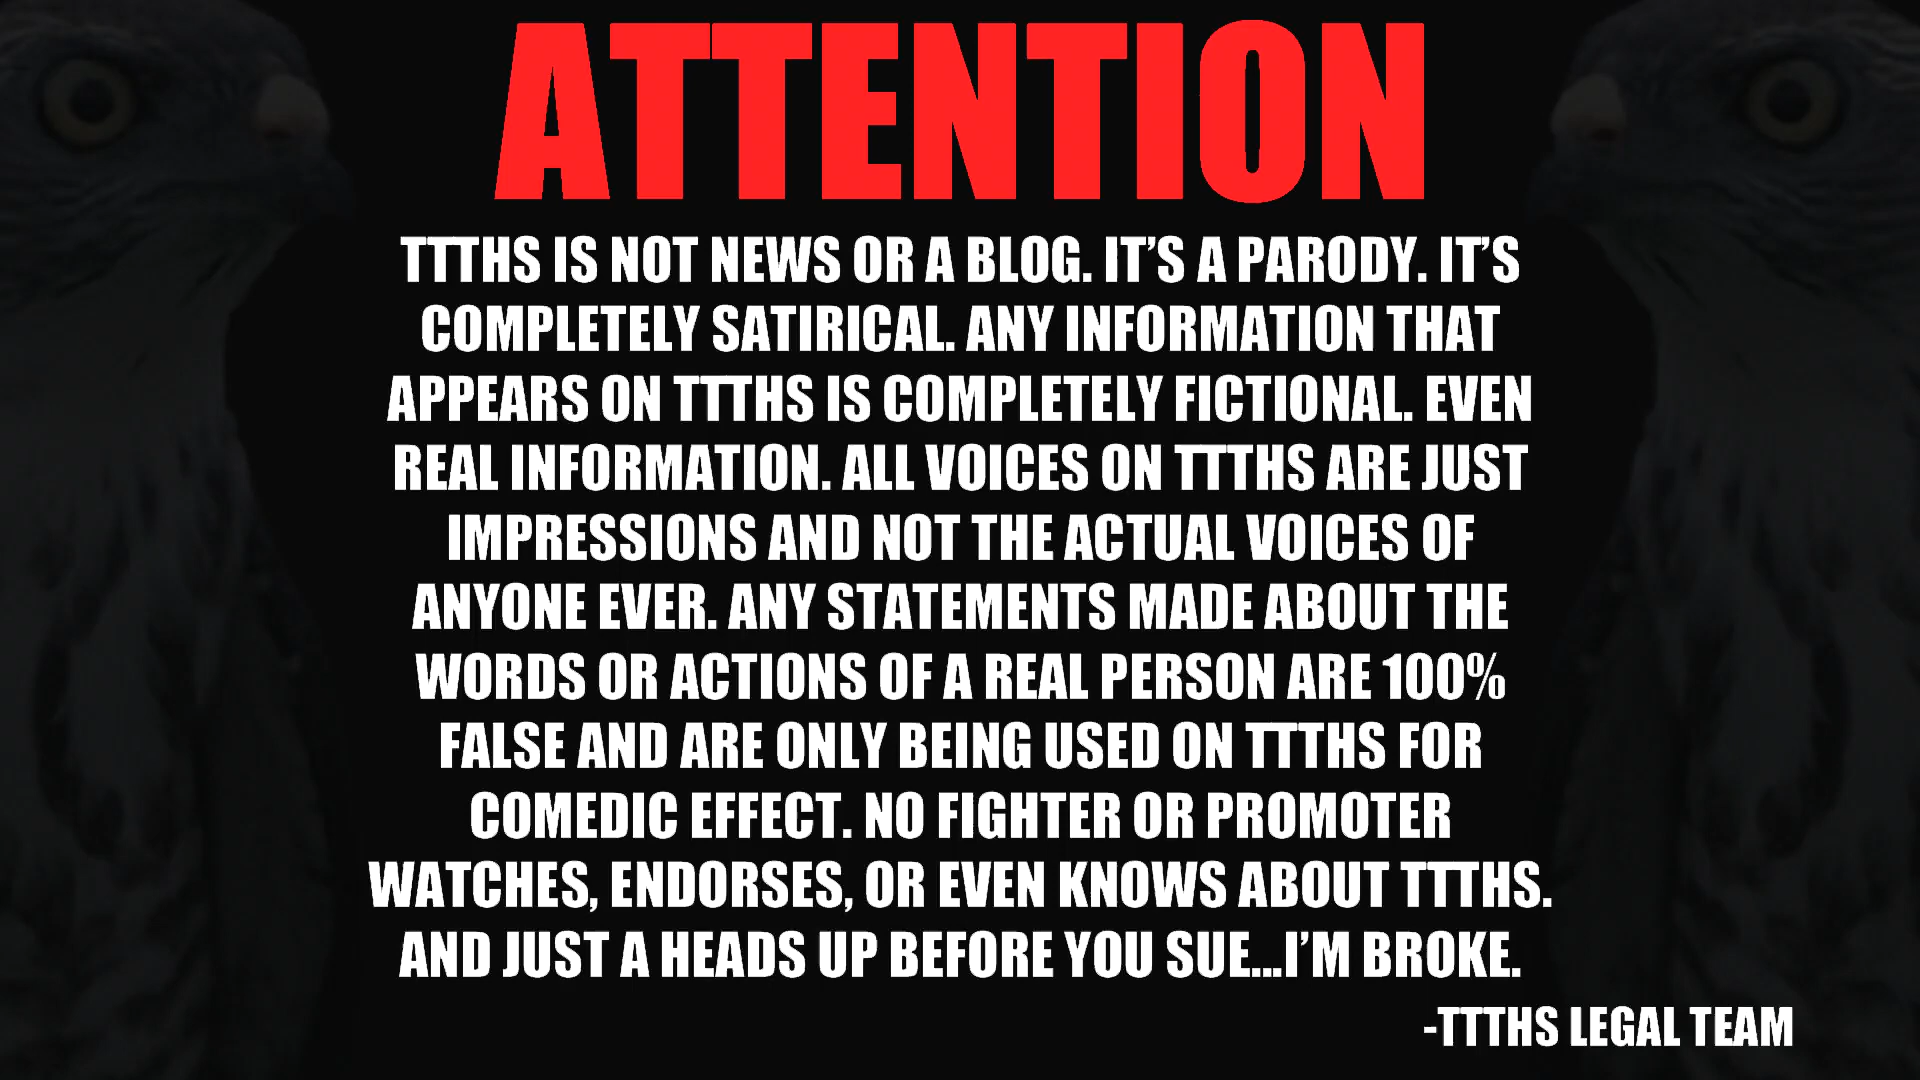 ATTENTION
TTTHS IS NOT NEWS OR A BLOG. IT'S A PARODY. IT'S
COMPLETELY SATIRICAL. ANY INFORMATION THAT
APPEARS ON TTTHS IS COMPLETELY FICTIONAL. EVEN
REAL INFORMATION. ALL VOICES ON TTTHS ARE JUST
IMPRESSIONS AND NOT THE ACTUAL VOICES OF
ANYONE EVER. ANY STATEMENTS MADE ABOUT THE
WORDS OR ACTIONS OF A REAL PERSON ARE 100%
FALSE AND ARE ONLY BEING USED ON TTTHS FOR
COMEDIC EFFECT. NO FIGHTER OR PROMOTER
WATCHES, ENDORSES, OR EVEN KNOWS ABOUT TTTHS.
AND JUST A HEADS UP BEFORE YOU SUE...I'M BROKE.
-TTTHS LEGAL TEAM